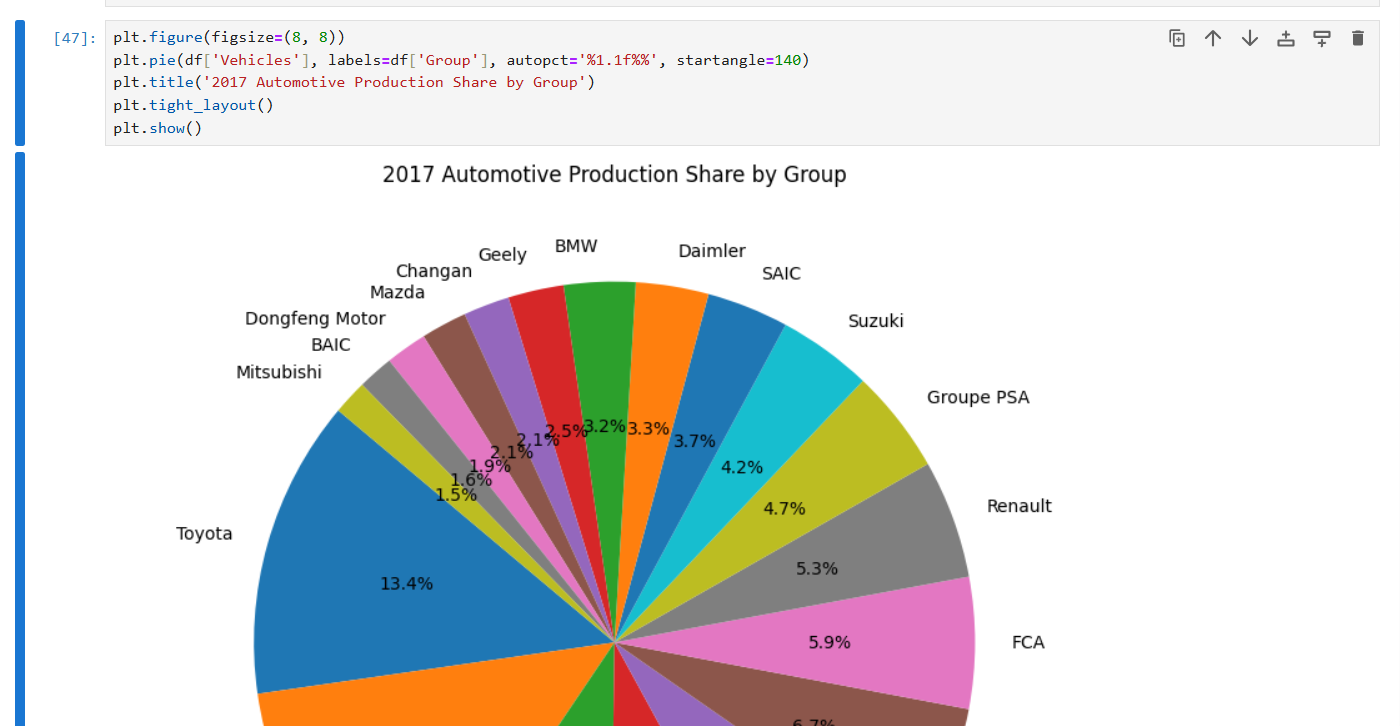 [47]:
plt.figure(figsize=(8, 8))
plt.pie(df['Vehicles'], labels=df['Group'], autopct='%1.1f%%', startangle=140)
plt.title('2017 Automotive Production Share by Group')
plt.tight_layout()
plt.show()
2017 Automotive Production Share by Group
BMW
Daimler
Geely
SAIC
Changan
Mazda
Suzuki
Dongfeng Motor
BAIC
Mitsubishi
Groupe PSA
3.2%
3.3%
2.5%
2.1%
3.7%
2.1%
1.9%
4.2%
1.6%
1.5%
4.7%
Renault
Toyota
5.3%
13.4%
5.9%
FCA
6.7%